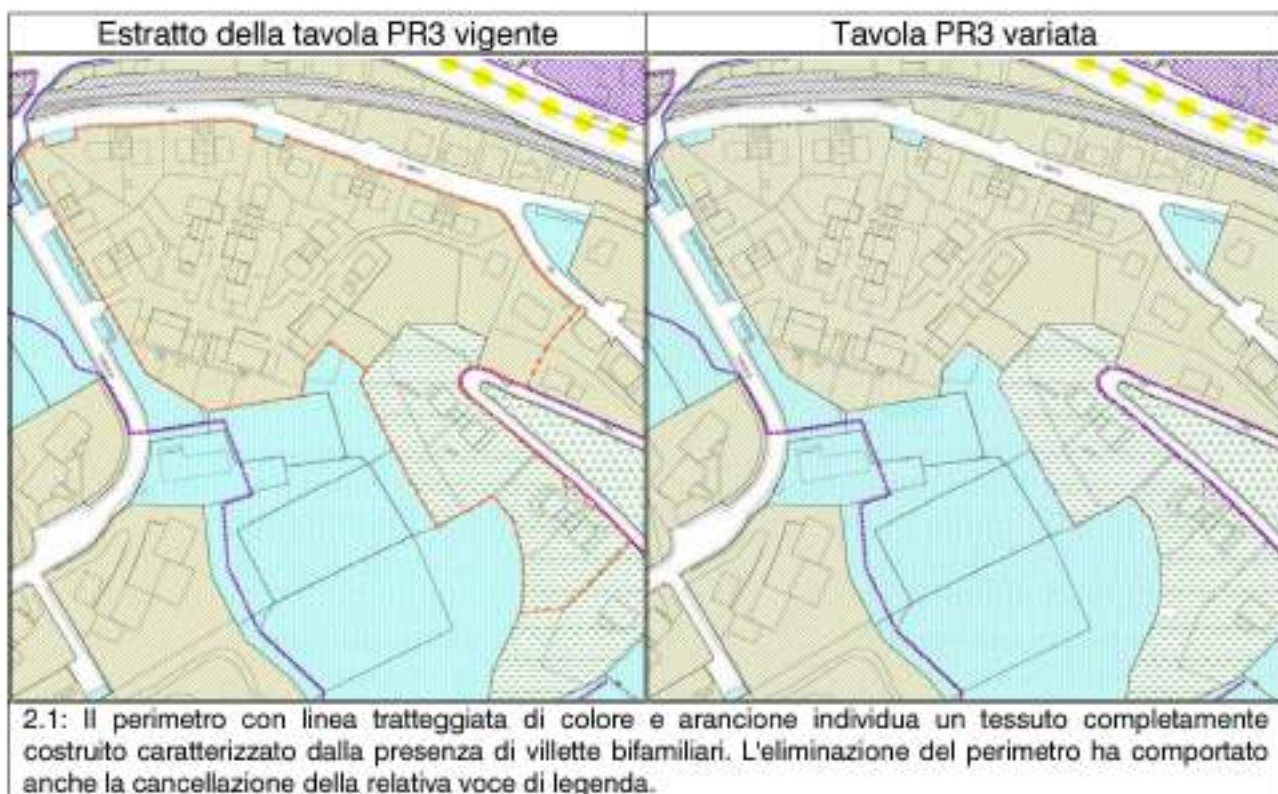 Estratto della tavola PR3 vigente
Tavola PR3 variata
2.1: Il perimetro con linea tratteggiata di colore e arancione individua un tessuto completamente
costruito caratterizzato dalla presenza di villette bifamiliari. L'eliminazione del perimetro ha comportato
anche la cancellazione della relativa voce di legenda.